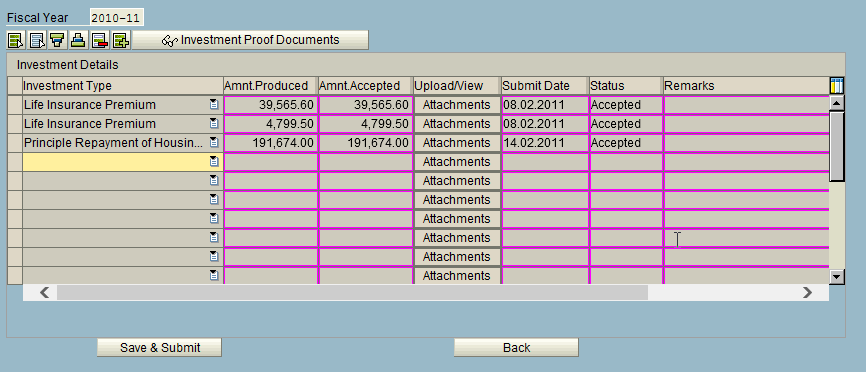 Fiscal Year 2010-11
Investment Proof Documents
Investment Details
Investment Type Amnt.Produced Amnt.Accepted Upload/View Submit Date Status Remarks
Life Insurance Premium 39,565.60 39,565.60 Attachments 08.02.2011 Accepted
Life Insurance Premium 4,799.50 4,799.50 Attachments 08.02.2011 Accepted
Principle Repayment of Housin... 191,674.00 191,674.00 Attachments 14.02.2011 Accepted
Attachments
Attachments
Attachments
Attachments
Attachments
Attachments
Attachments
Save & Submit Back